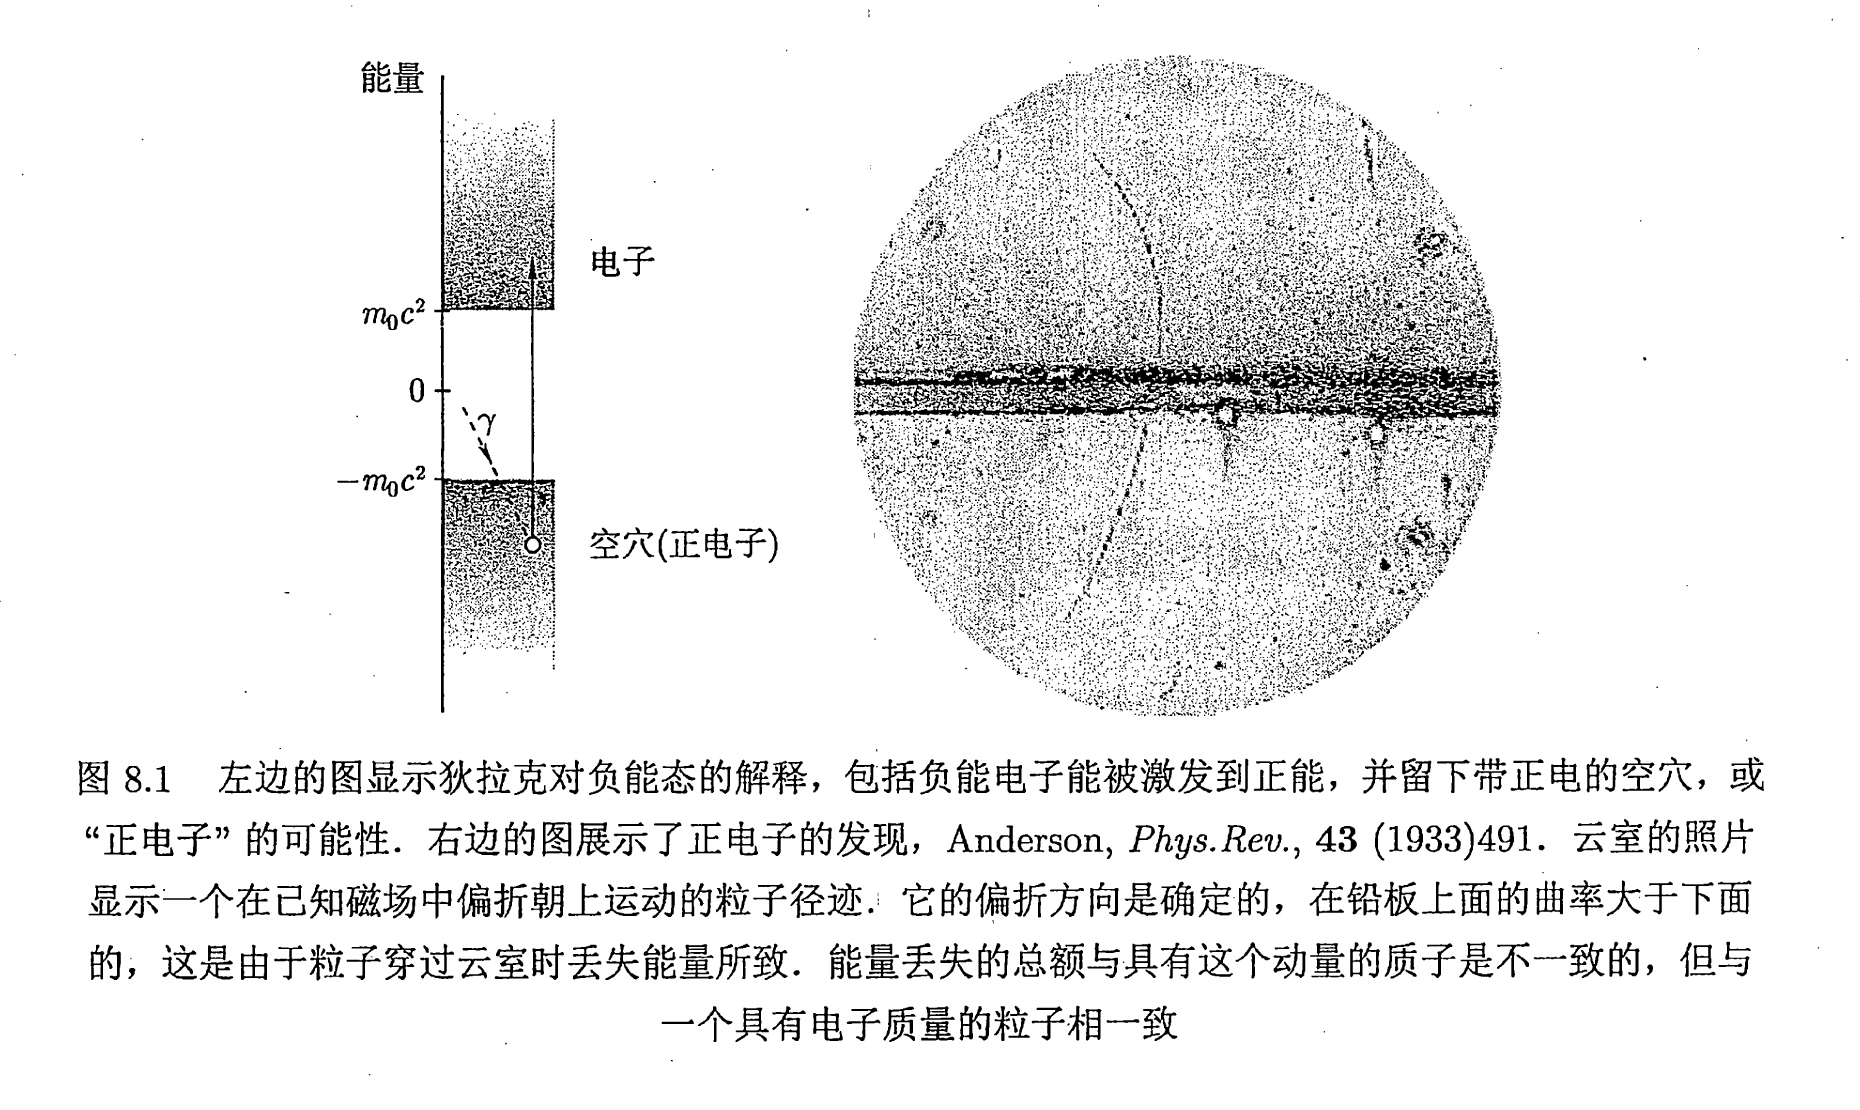 能量
电子
m₀c²
0
γ
−m₀c²
空穴(正电子)
图 8.1 左边的图显示狄拉克对负能态的解释，包括负能电子能被激发到正能，并留下带正电的空穴，或
“正电子” 的可能性．右边的图展示了正电子的发现，Anderson, Phys.Rev., 43 (1933)491．云室的照片
显示一个在已知磁场中偏折朝上运动的粒子径迹．它的偏折方向是确定的，在铅板上面的曲率大于下面
的，这是由于粒子穿过云室时丢失能量所致．能量丢失的总额与具有这个动量的质子是不一致的，但与
一个具有电子质量的粒子相一致